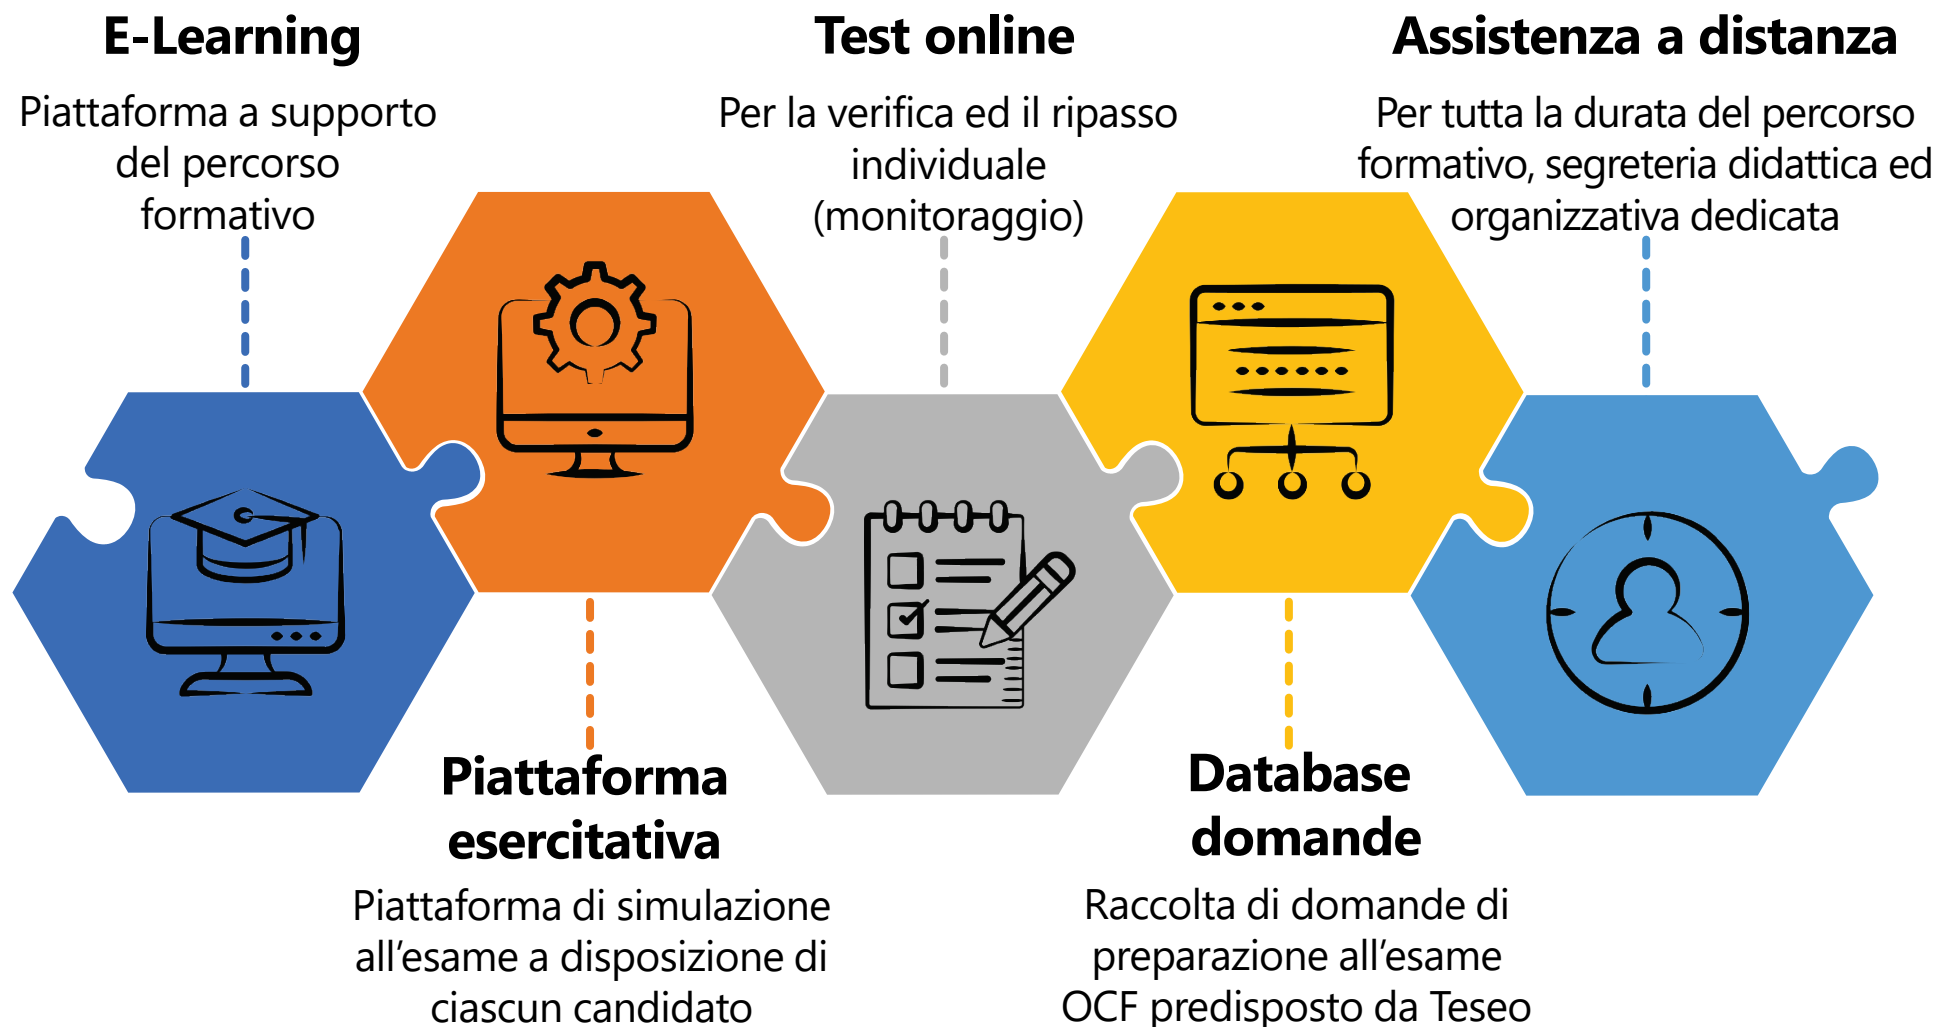 E-Learning
Piattaforma a supporto
del percorso
formativo
Test online
Per la verifica ed il ripasso
individuale
(monitoraggio)
Assistenza a distanza
Per tutta la durata del percorso
formativo, segreteria didattica ed
organizzativa dedicata
Piattaforma
esercitativa
Piattaforma di simulazione
all’esame a disposizione di
ciascun candidato
Database
domande
Raccolta di domande di
preparazione all’esame
OCF predisposto da Teseo